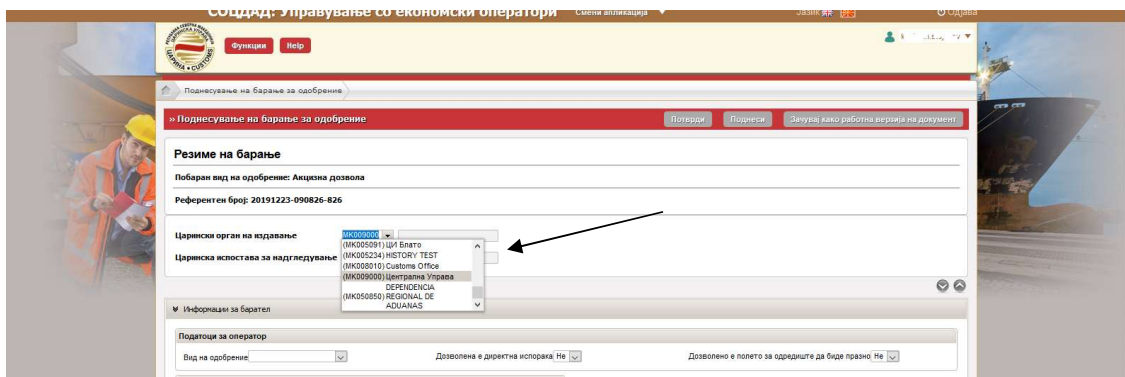 СОЦДАД: Управување со економски оператори Смени апликација Јазик Одјава
Функции Help
Поднесување на барање за одобрение
» Поднесување на барање за одобрение Потврди Поднеси Зачувај како работна верзија на документ
Резиме на барање
Побаран вид на одобрение: Акцизна дозвола
Референтен број: 20191223-090826-826
Царински орган на издавање MK009000
(MK005091) ЦИ Блато
Царинска испостава за надгледување (MK005234) HISTORY TEST
(MK008010) Customs Office
(MK009000) Централна Управа
DEPENDENCIA
(MK050850) REGIONAL DE
ADUANAS
Информации за барател
Податоци за оператор
Вид на одобрение Дозволена е директна испорака Не Дозволено е полето за одредиште да биде празно Не